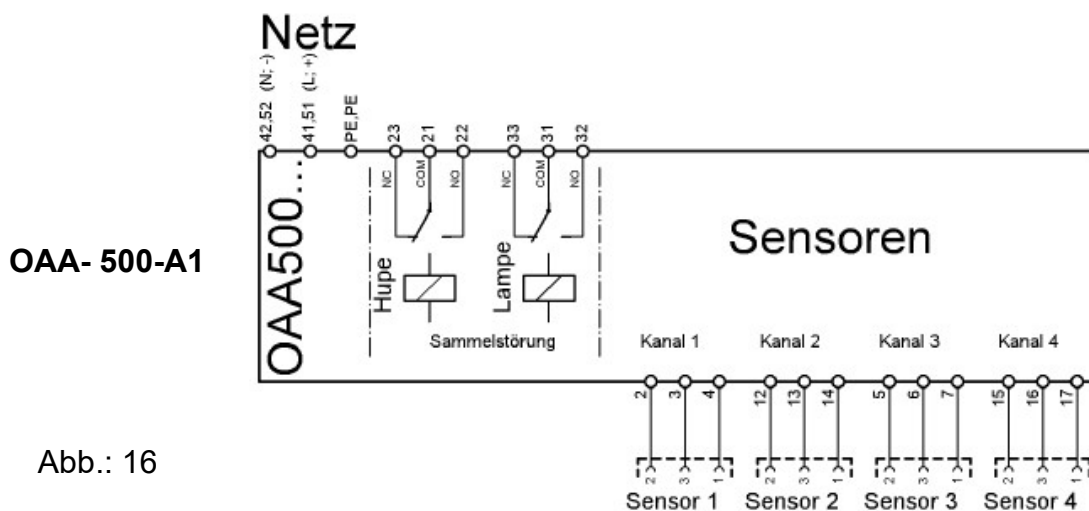 Netz
42,52 (N; -)
41,51 (L; +)
PE,PE
23
21
22
33
31
32
NC
COM
NO
NC
COM
NO
OAA500...
OAA- 500-A1
Hupe
Lampe
Sensoren
Sammelstörung
Kanal 1 Kanal 2 Kanal 3 Kanal 4
2 3 4 12 13 14 5 6 7 15 16 17
2 3 1 2 3 1 2 3 1 2 3 1
Abb.: 16
Sensor 1 Sensor 2 Sensor 3 Sensor 4